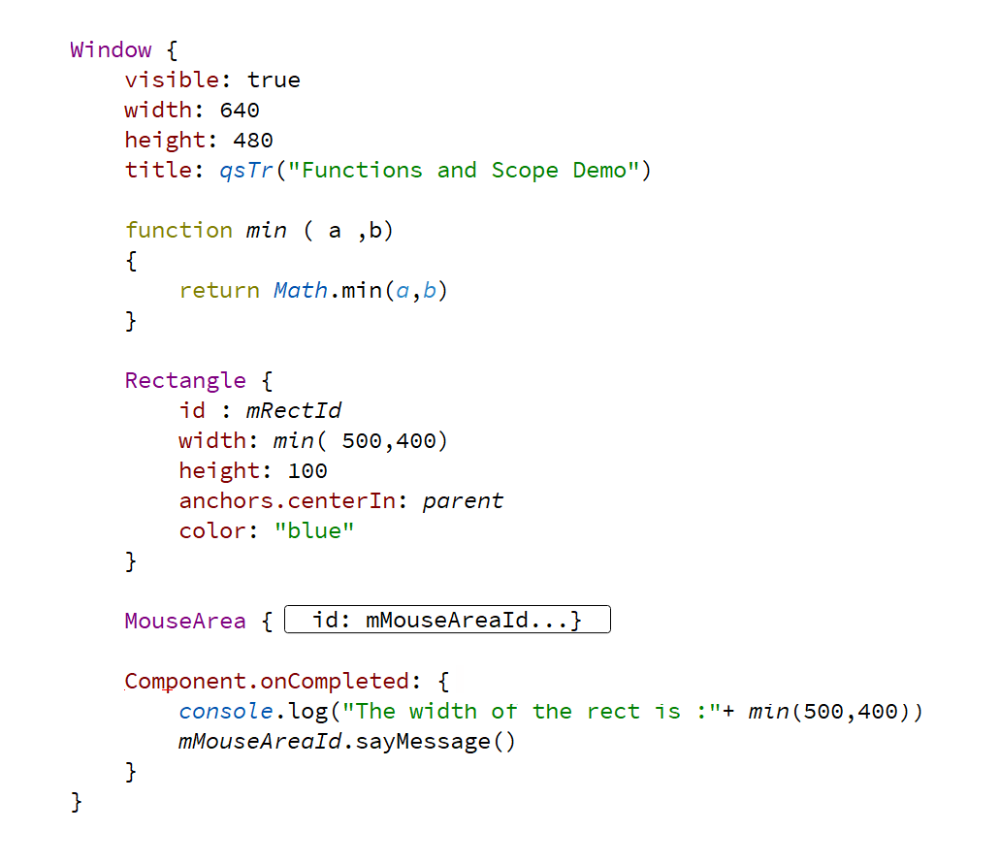 Window {
    visible: true
    width: 640
    height: 480
    title: qsTr("Functions and Scope Demo")
    function min ( a ,b)
    {
        return Math.min(a,b)
    }
    Rectangle {
        id : mRectId
        width: min( 500,400)
        height: 100
        anchors.centerIn: parent
        color: "blue"
    }
    MouseArea { id: mMouseAreaId...}
    Component.onCompleted: {
        console.log("The width of the rect is :"+ min(500,400))
        mMouseAreaId.sayMessage()
    }
}